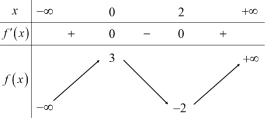 x −∞ 0 2 +∞
f′(x) + 0 − 0 +
3 +∞
f(x)
−∞ −2